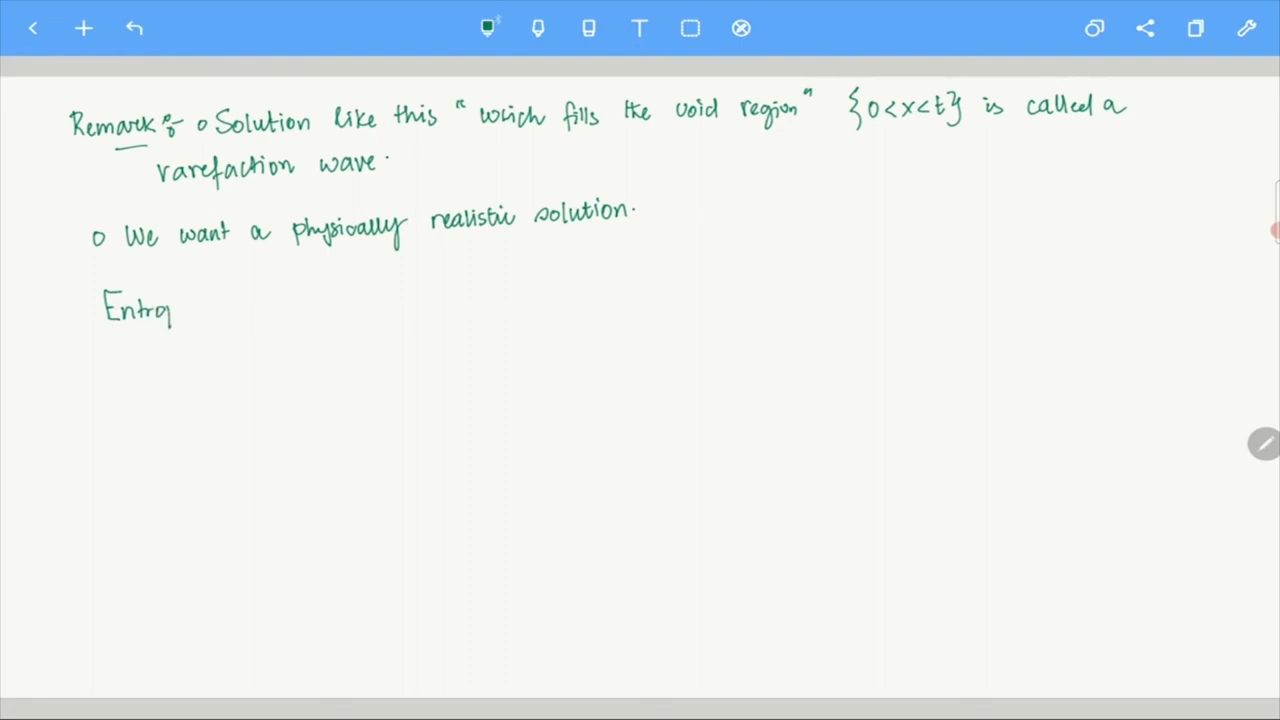 Remark :- o Solution like this "which fills the void region" {0<x<t} is called a
rarefaction wave.
o We want a physically realistic solution.
Entrop